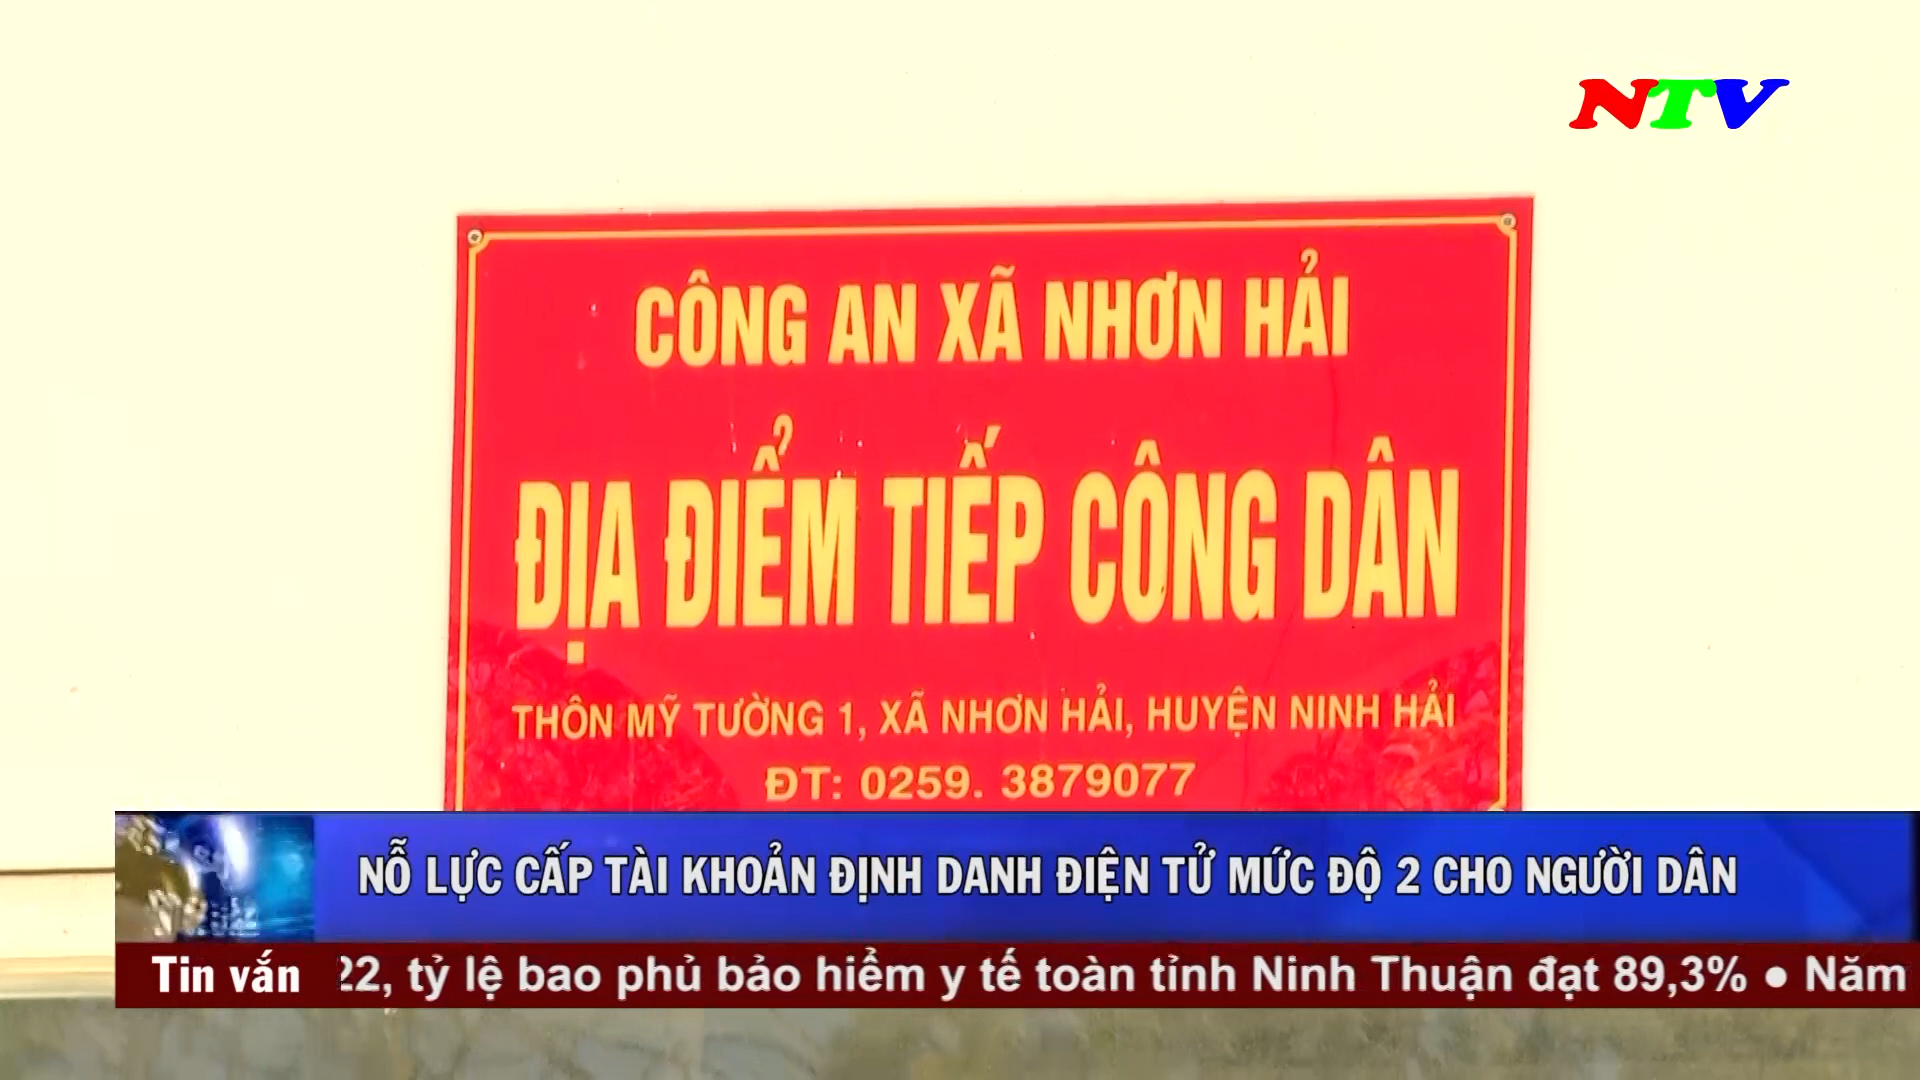 NTV
CÔNG AN XÃ NHƠN HẢI
ĐỊA ĐIỂM TIẾP CÔNG DÂN
THÔN MỸ TƯỜNG 1, XÃ NHƠN HẢI, HUYỆN NINH HẢI
ĐT: 0259. 3879077
NỖ LỰC CẤP TÀI KHOẢN ĐỊNH DANH ĐIỆN TỬ MỨC ĐỘ 2 CHO NGƯỜI DÂN
Tin vắn 22, tỷ lệ bao phủ bảo hiểm y tế toàn tỉnh Ninh Thuận đạt 89,3% ● Năm